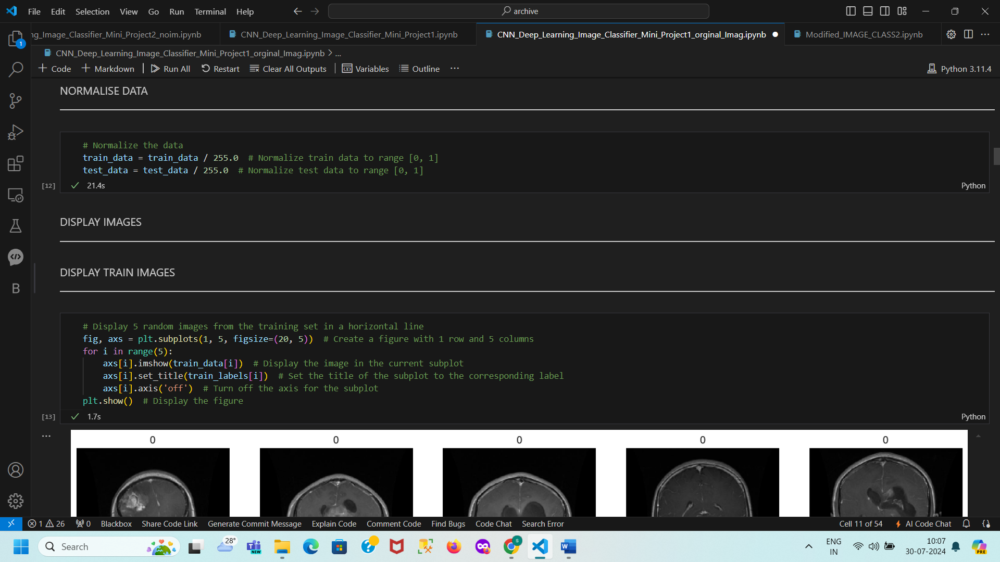 File Edit Selection View Go Run Terminal Help
archive
ng_Image_Classifier_Mini_Project2_noim.ipynb
CNN_Deep_Learning_Image_Classifier_Mini_Project1.ipynb
CNN_Deep_Learning_Image_Classifier_Mini_Project1_orginal_Imag.ipynb
Modified_IMAGE_CLASS2.ipynb
1
CNN_Deep_Learning_Image_Classifier_Mini_Project1_orginal_Imag.ipynb > ...
+ Code + Markdown | Run All Restart Clear All Outputs | Variables Outline ...
Python 3.11.4
NORMALISE DATA
# Normalize the data
train_data = train_data / 255.0  # Normalize train data to range [0, 1]
test_data = test_data / 255.0  # Normalize test data to range [0, 1]
[12] 21.4s Python
DISPLAY IMAGES
DISPLAY TRAIN IMAGES
# Display 5 random images from the training set in a horizontal line
fig, axs = plt.subplots(1, 5, figsize=(20, 5))  # Create a figure with 1 row and 5 columns
for i in range(5):
    axs[i].imshow(train_data[i])  # Display the image in the current subplot
    axs[i].set_title(train_labels[i])  # Set the title of the subplot to the corresponding label
    axs[i].axis('off')  # Turn off the axis for the subplot
plt.show()  # Display the figure
[13] 1.7s Python
...
0 0 0 0 0
B
1 26 0 Blackbox Share Code Link Generate Commit Message Explain Code Comment Code Find Bugs Code Chat Search Error
Cell 11 of 54 AI Code Chat
Search
28°
NEW
S
ENG
IN
10:07
30-07-2024
PRE